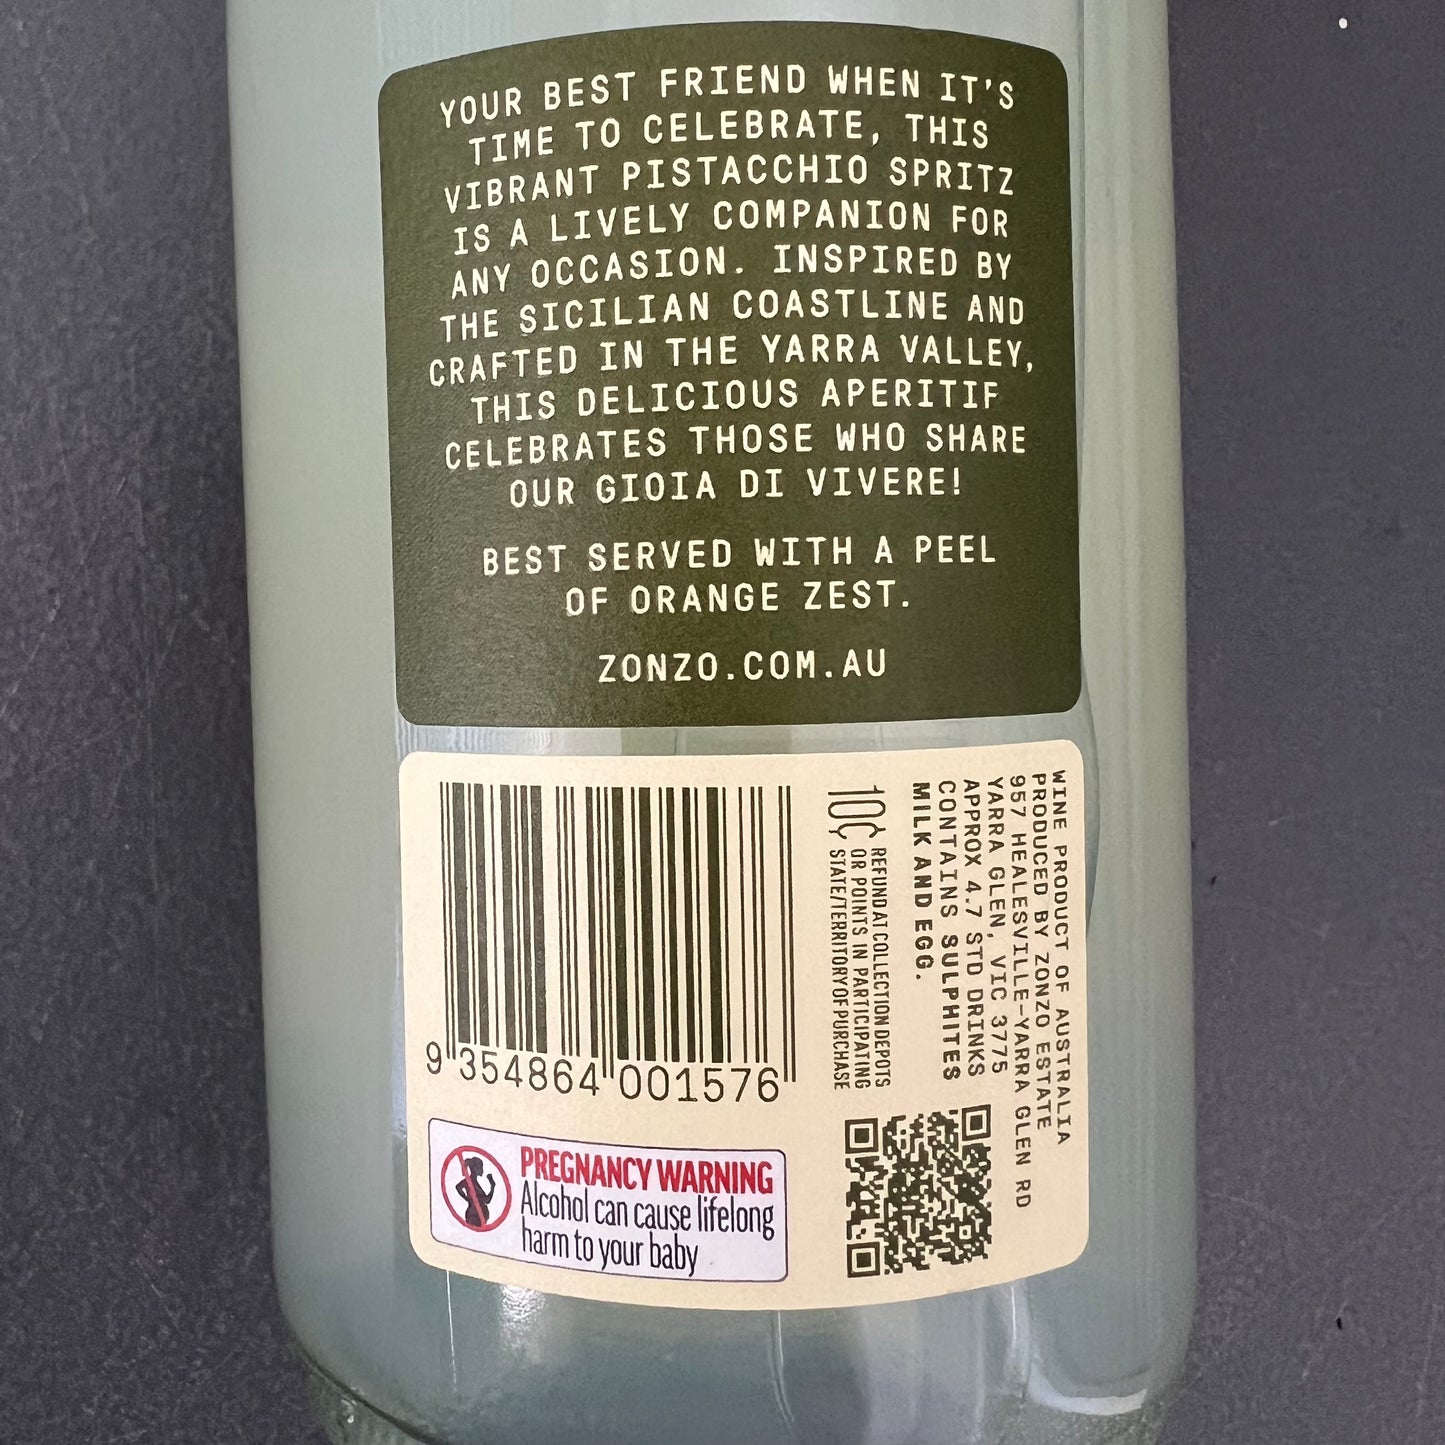 YOUR BEST FRIEND WHEN IT'S
TIME TO CELEBRATE, THIS
VIBRANT PISTACCHIO SPRITZ
IS A LIVELY COMPANION FOR
ANY OCCASION. INSPIRED BY
THE SICILIAN COASTLINE AND
CRAFTED IN THE YARRA VALLEY,
THIS DELICIOUS APERITIF
CELEBRATES THOSE WHO SHARE
OUR GIOIA DI VIVERE!
BEST SERVED WITH A PEEL
OF ORANGE ZEST.
ZONZO.COM.AU
9 354864 001576
PREGNANCY WARNING
Alcohol can cause lifelong
harm to your baby
WINE PRODUCT OF AUSTRALIA
PRODUCED BY ZONZO ESTATE
957 HEALESVILLE-YARRA GLEN RD
YARRA GLEN, VIC 3775
APPROX 4.7 STD DRINKS
CONTAINS SULPHITES
MILK AND EGG.
10¢ REFUND AT COLLECTION DEPOTS
OR POINTS IN PARTICIPATING
STATE/TERRITORY OF PURCHASE